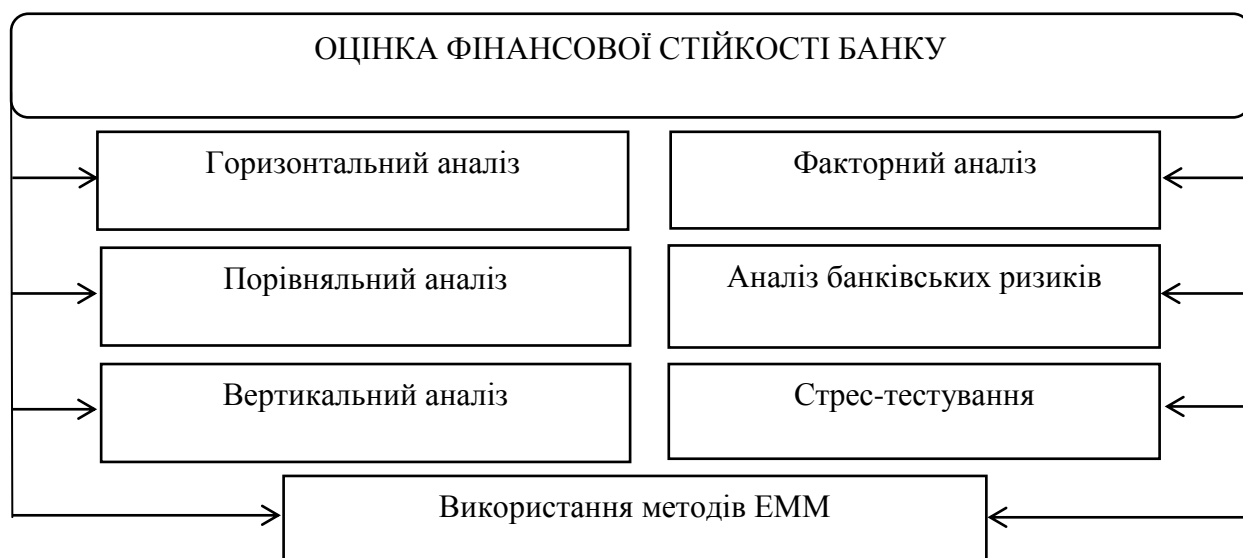 ОЦІНКА ФІНАНСОВОЇ СТІЙКОСТІ БАНКУ
Горизонтальний аналіз
Факторний аналіз
Порівняльний аналіз
Аналіз банківських ризиків
Вертикальний аналіз
Стрес-тестування
Використання методів ЕММ